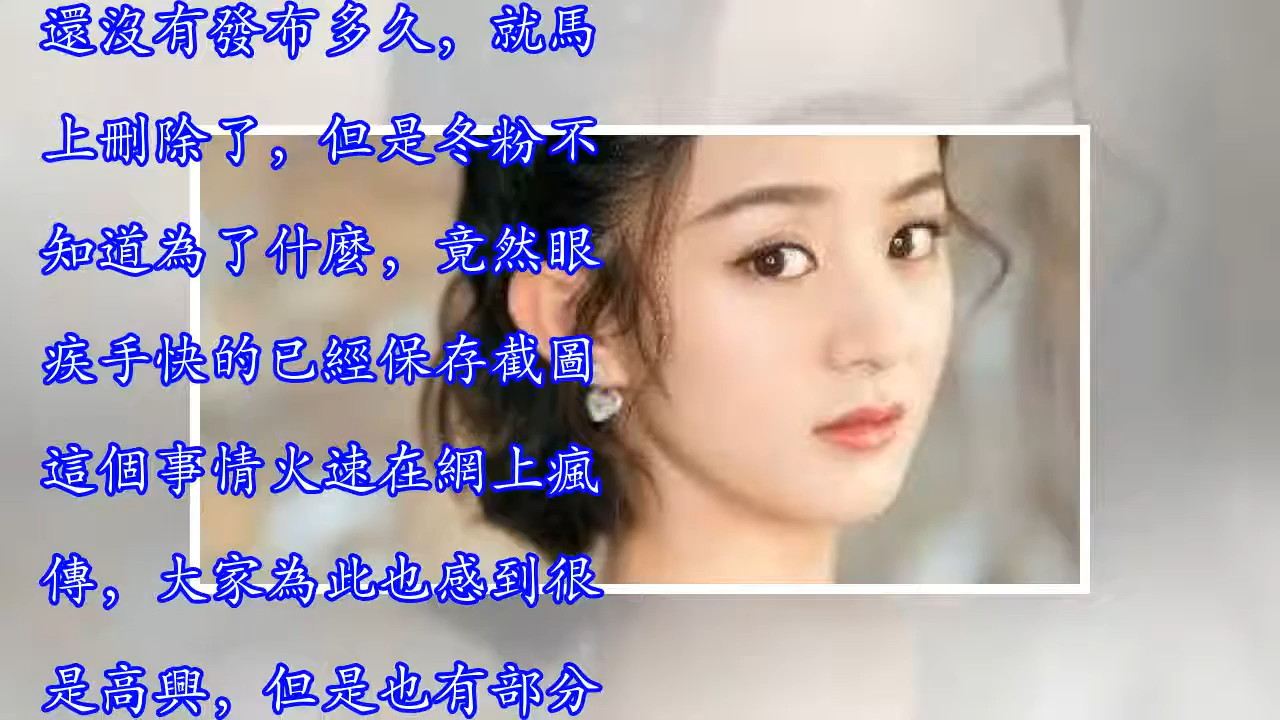 還沒有發布多久，就馬
上刪除了，但是冬粉不
知道為了什麼，竟然眼
疾手快的已經保存截圖
這個事情火速在網上瘋
傳，大家為此也感到很
是高興，但是也有部分